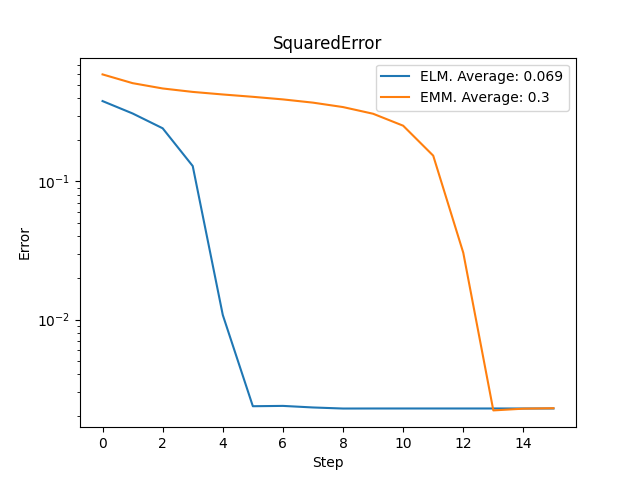 SquaredError
ELM. Average: 0.069
EMM. Average: 0.3
Error
10⁻¹
10⁻²
0 2 4 6 8 10 12 14
Step